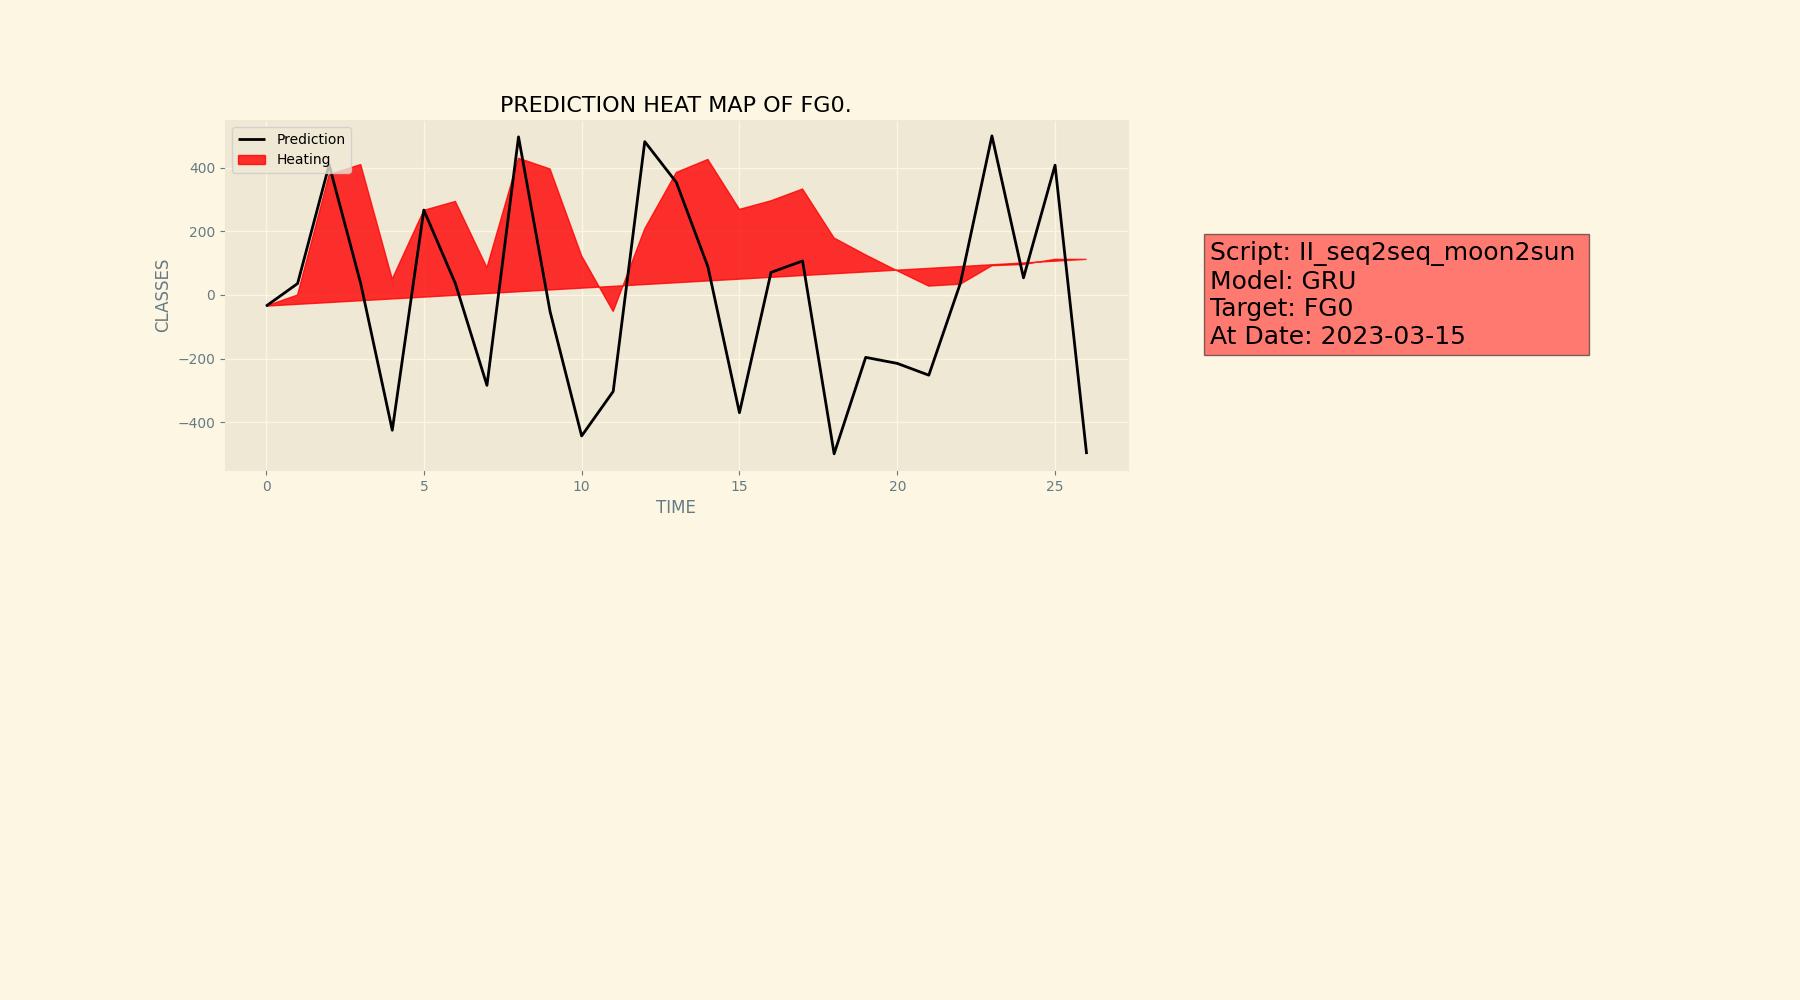 PREDICTION HEAT MAP OF FG0.
Prediction
Heating
400
200
0
−200
−400
CLASSES
0 5 10 15 20 25
TIME
Script: II_seq2seq_moon2sun
Model: GRU
Target: FG0
At Date: 2023-03-15